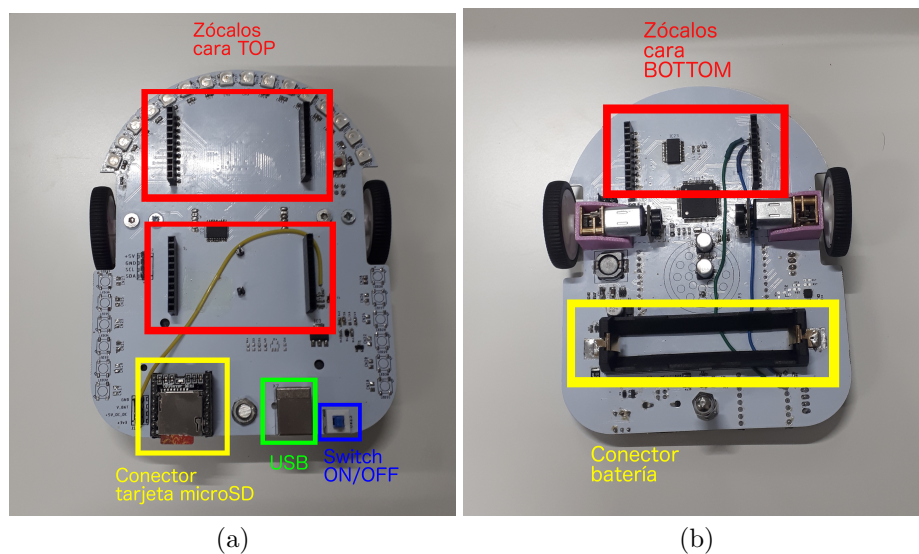 Zócalos
cara TOP
Zócalos
cara
BOTTOM
Conector
tarjeta microSD
USB
Switch
ON/OFF
Conector
batería
(a)
(b)